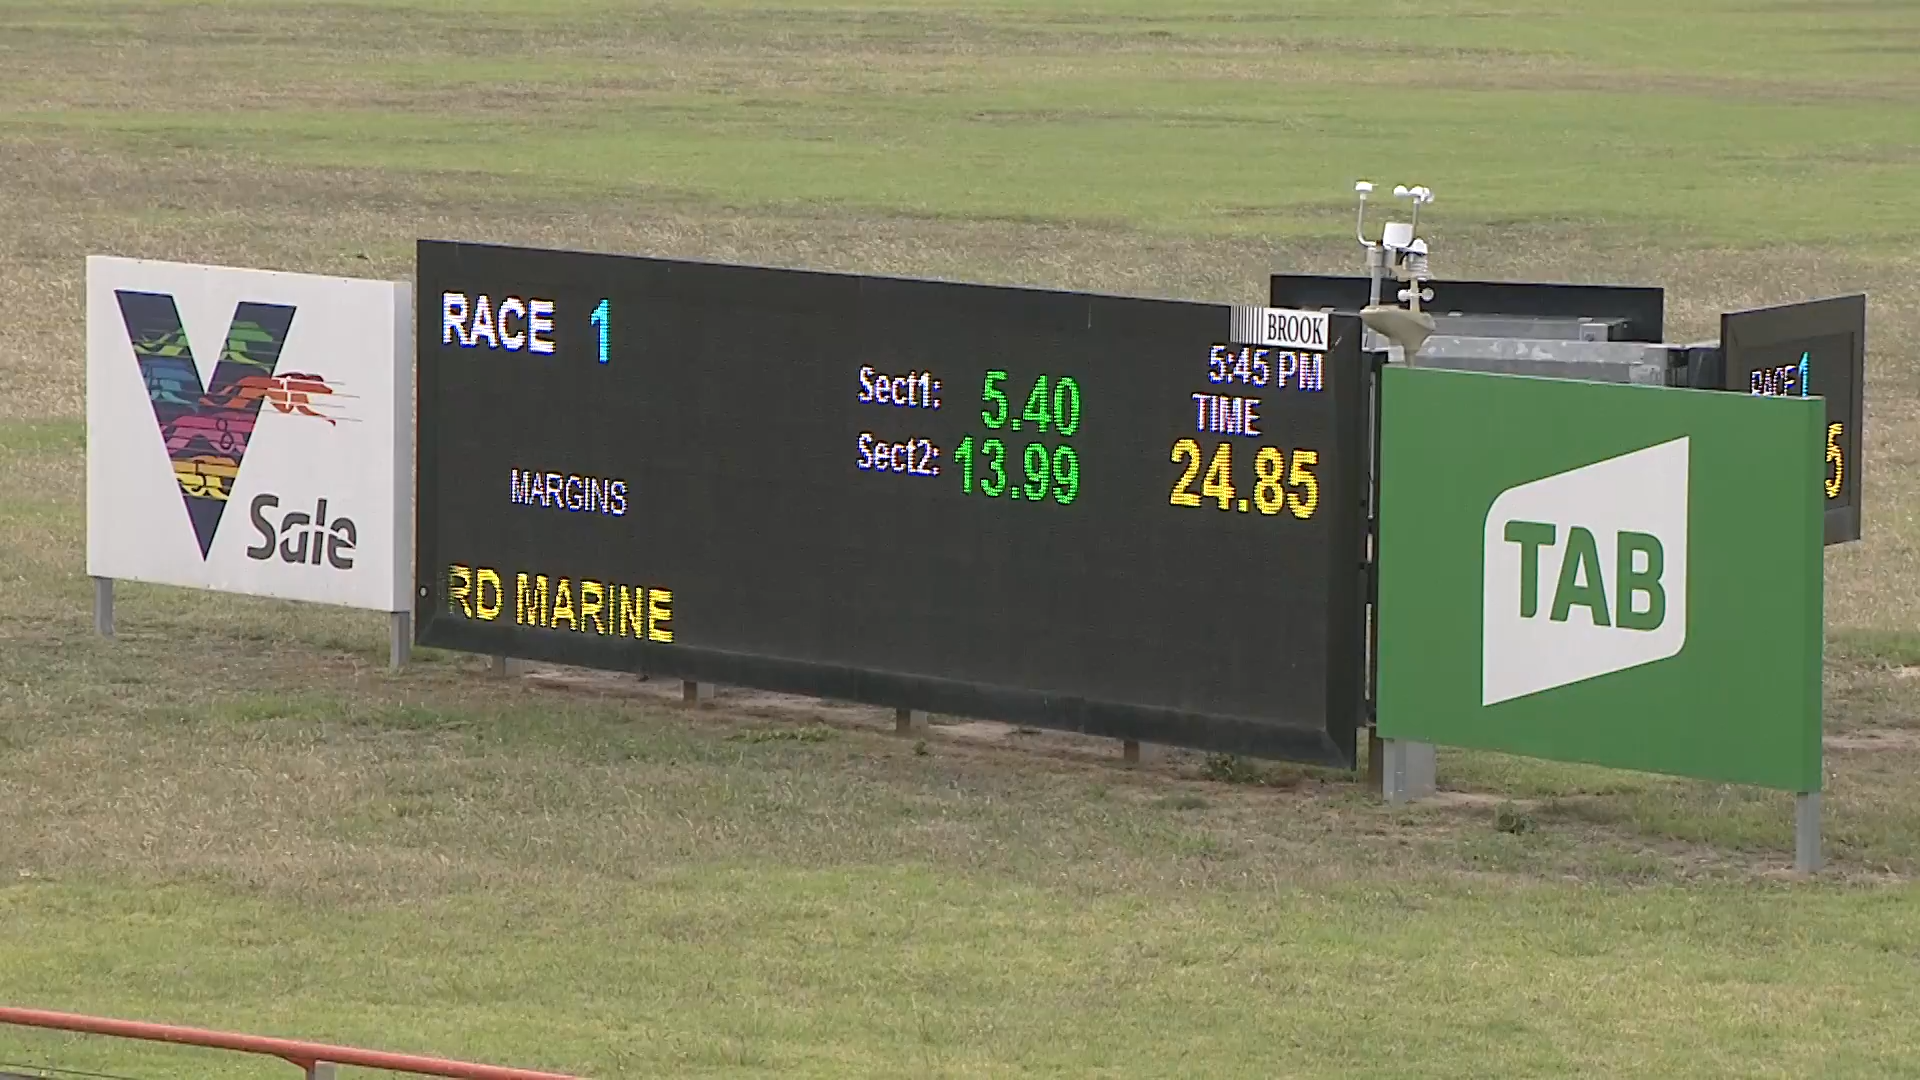 Sale
RACE 1
BROOK
5:45 PM
Sect1: 5.40
TIME
Sect2: 13.99
24.85
MARGINS
RD MARINE
TAB
RACE 1
5